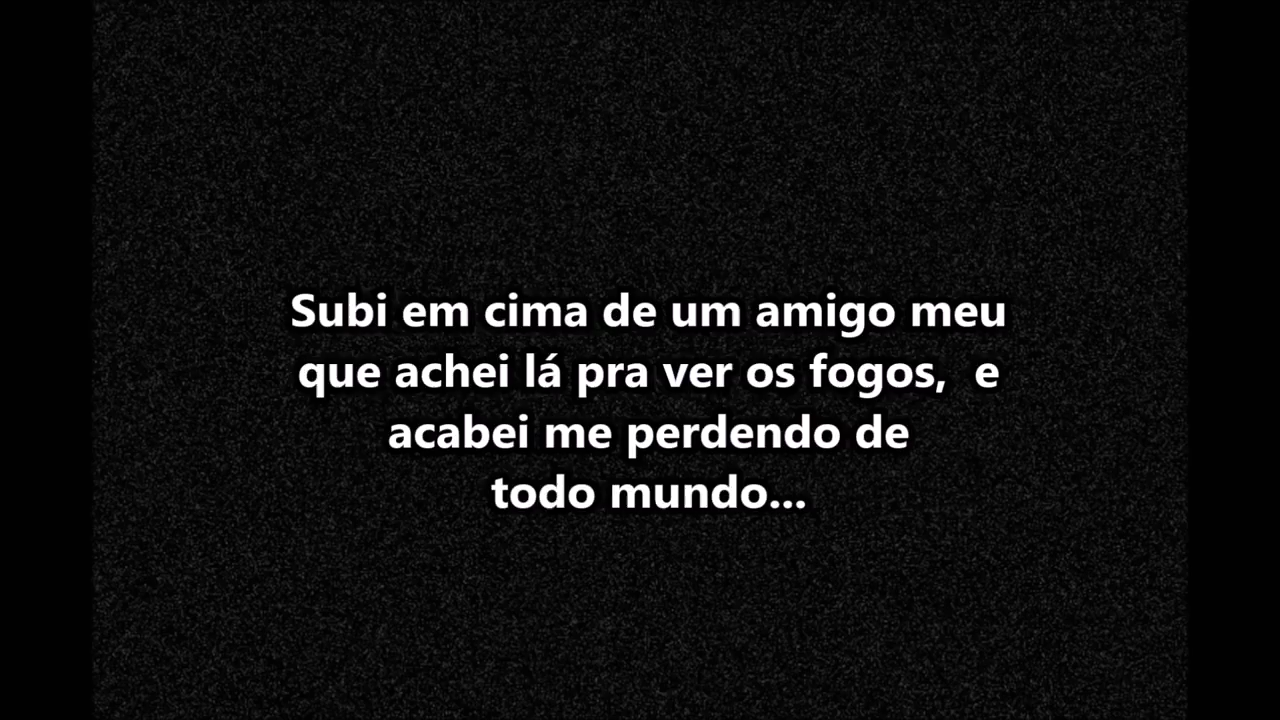 Subi em cima de um amigo meu
que achei lá pra ver os fogos,  e
acabei me perdendo de
todo mundo...